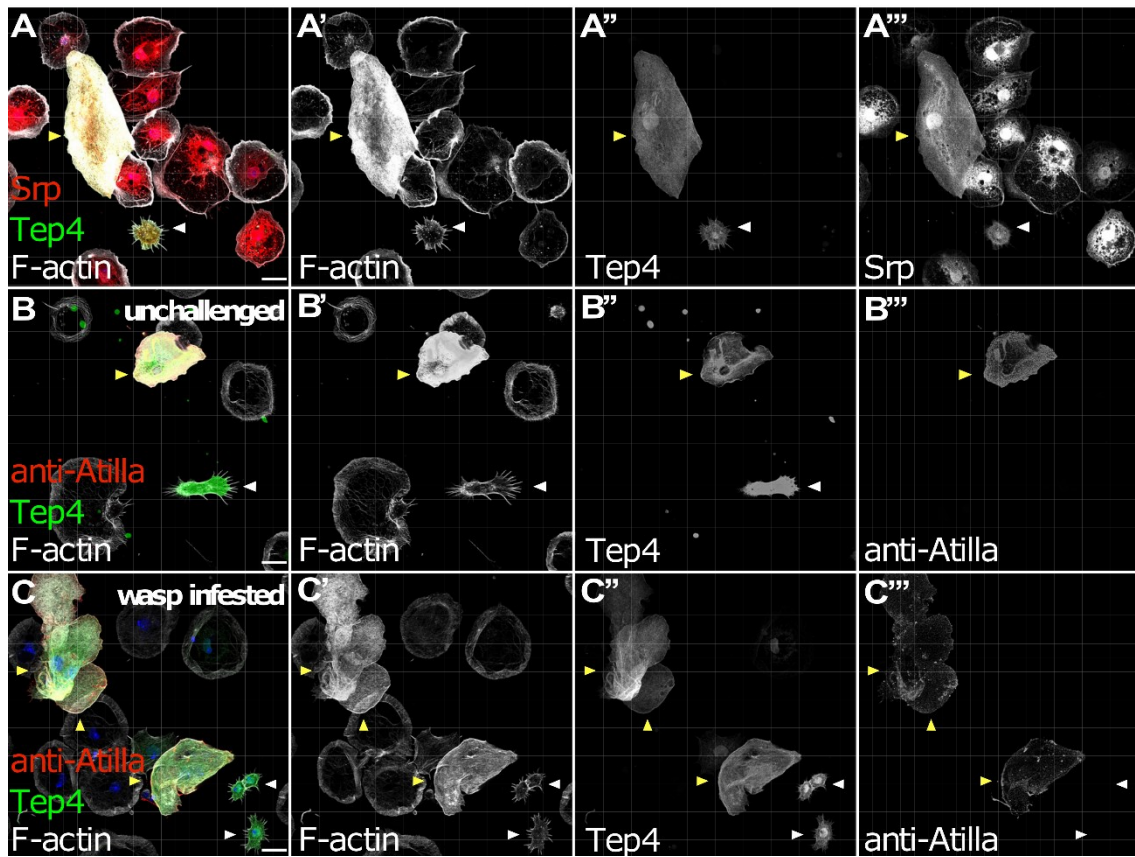 A A' A'' A'''
Srp
Tep4
F-actin F-actin Tep4 Srp
B unchallenged B' B'' B'''
anti-Atilla
Tep4
F-actin F-actin Tep4 anti-Atilla
C wasp infested C' C'' C'''
anti-Atilla
Tep4
F-actin F-actin Tep4 anti-Atilla